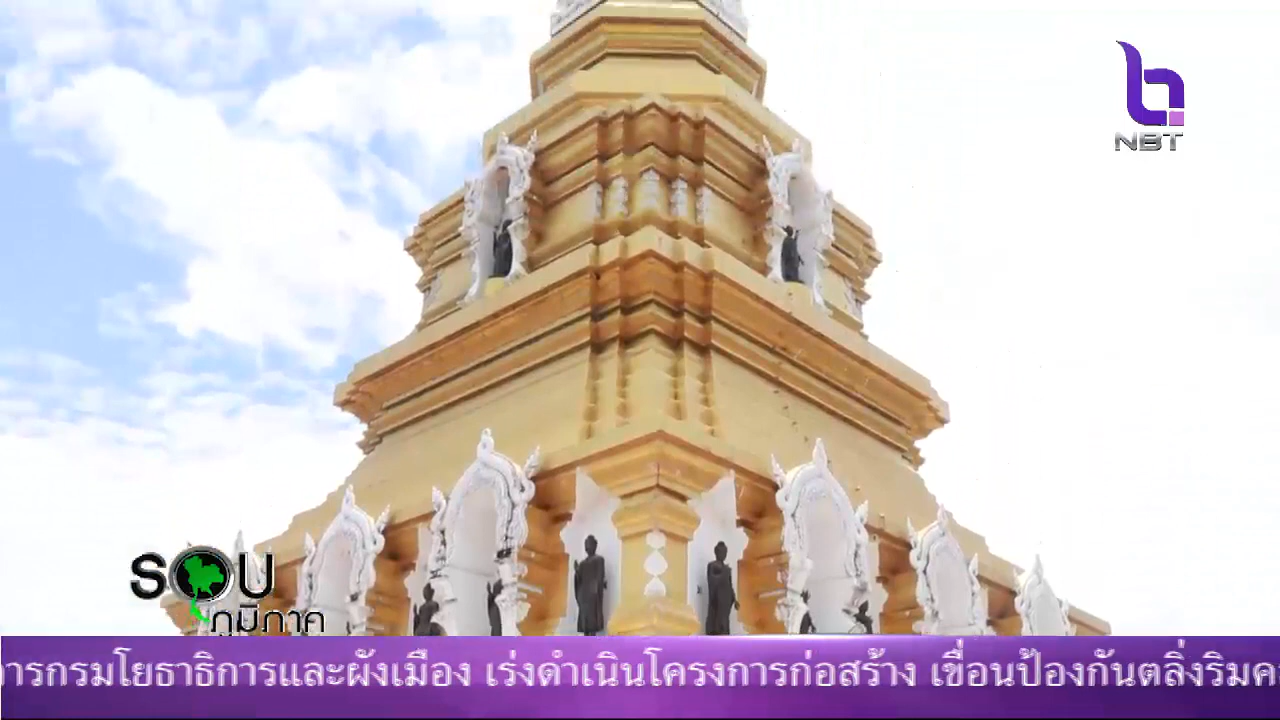 NBT
รอบ
ภูมิภาค
การกรมโยธาธิการและผังเมือง เร่งดำเนินโครงการก่อสร้าง เขื่อนป้องกันตลิ่งริมค